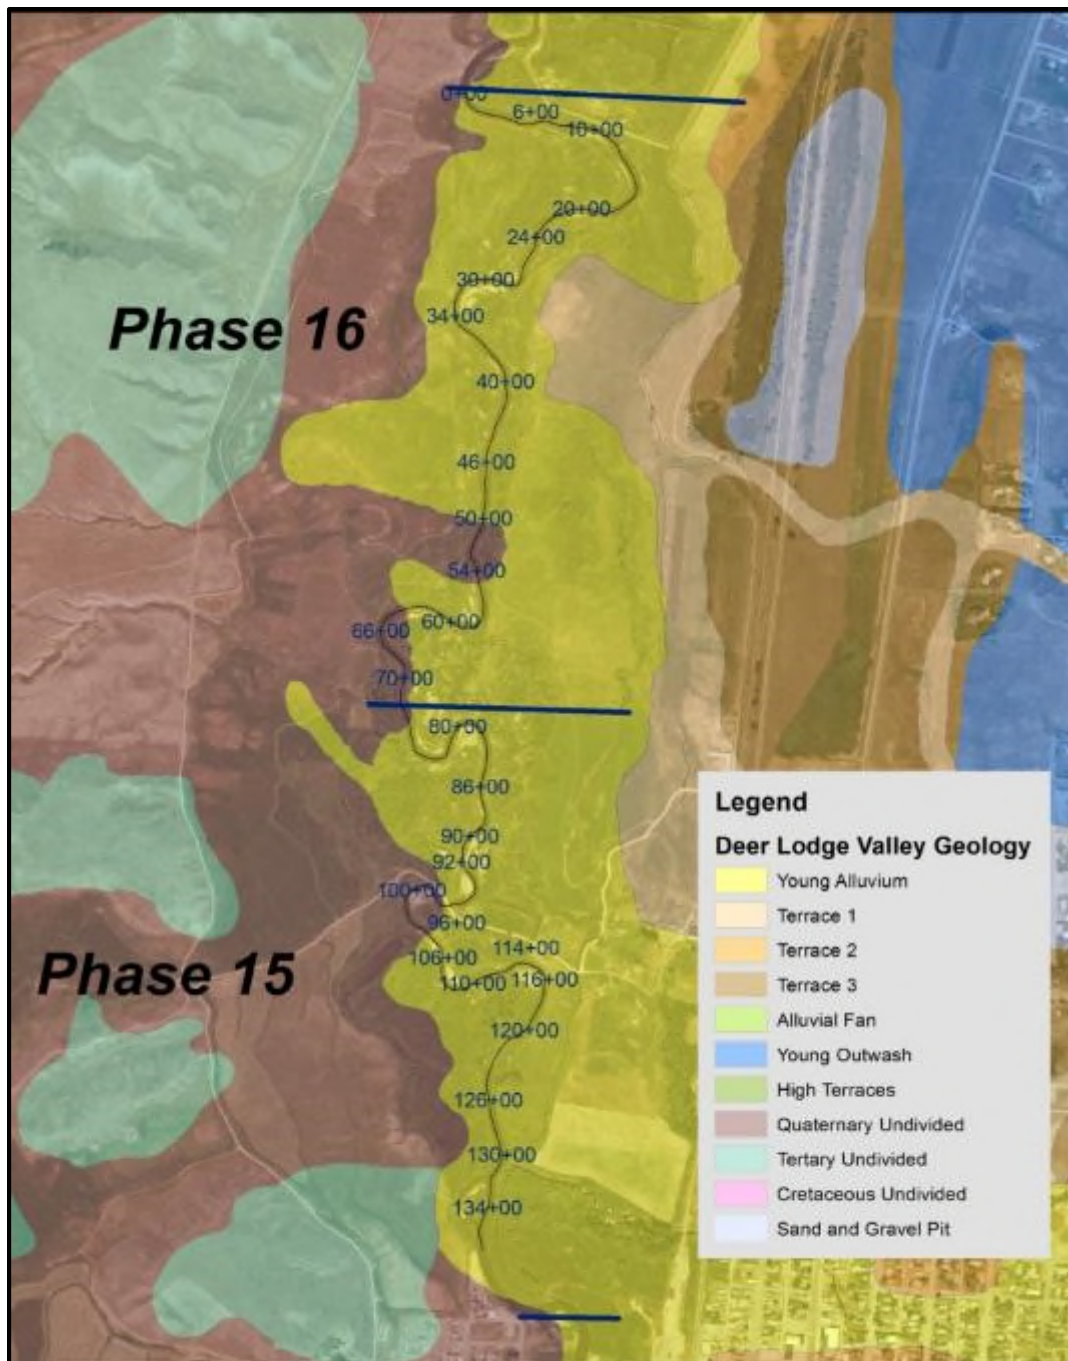 0+00
6+00
10+00
20+00
24+00
30+00
34+00
Phase 16
40+00
46+00
50+00
54+00
60+00
66+00
70+00
80+00
86+00
90+00
92+00
100+00
96+00
106+00
114+00
110+00
116+00
Phase 15
120+00
126+00
130+00
134+00
Legend
Deer Lodge Valley Geology
Young Alluvium
Terrace 1
Terrace 2
Terrace 3
Alluvial Fan
Young Outwash
High Terraces
Quaternary Undivided
Tertary Undivided
Cretaceous Undivided
Sand and Gravel Pit